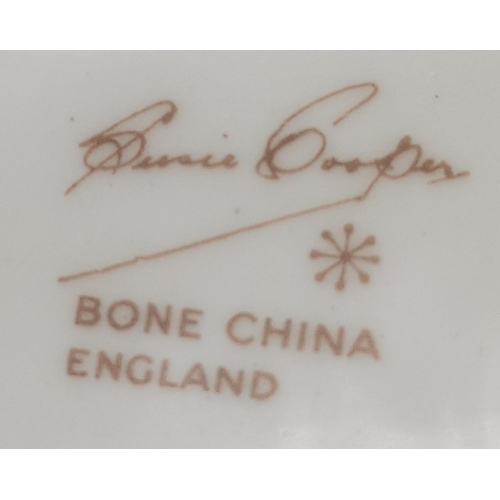 Susie Cooper
BONE CHINA
ENGLAND